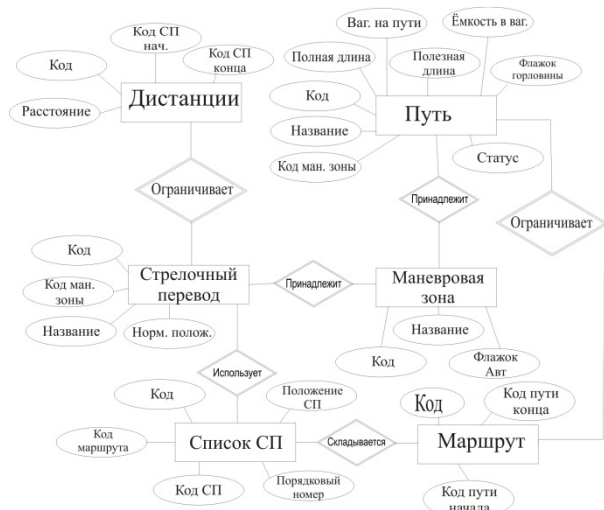 Код СП
нач.
Код СП
конца
Код
Расстояние
Дистанции
Ваг. на пути
Ёмкость в ваг.
Полная длина
Полезная
длина
Флажок
горловины
Код
Название
Код ман. зоны
Путь
Статус
Ограничивает
Принадлежит
Ограничивает
Код
Код ман.
зоны
Название
Норм. полож.
Стрелочный
перевод
Принадлежит
Маневровая
зона
Код
Название
Флажок
Авт
Использует
Код
Положение
СП
Код
маршрута
Список СП
Код СП
Порядковый
номер
Складывается
Код
Код пути
конца
Маршрут
Код пути
начала